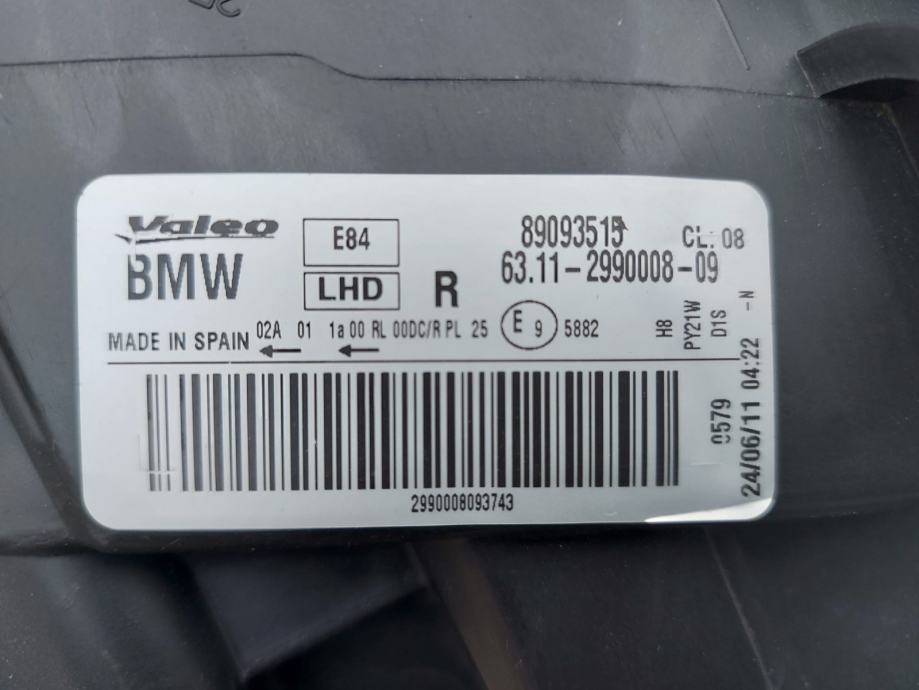 Valeo
BMW
E84
LHD
R
89093515
CL. 08
63.11-2990008-09
MADE IN SPAIN
02A 01 1a 00 RL 00DC/R PL 25
E 9
5882
H8
PY21W
D1S
-N
0579
24/06/11 04:22
2990008093743